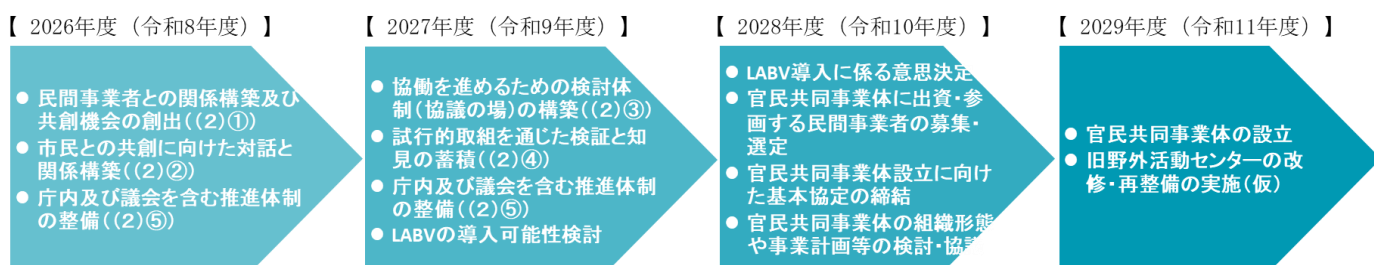 【 2026年度（令和8年度）】
● 民間事業者との関係構築及び
共創機会の創出((2)①)
● 市民との共創に向けた対話と
関係構築((2)②)
● 庁内及び議会を含む推進体制
の整備((2)⑤)
【 2027年度（令和9年度）】
● 協働を進めるための検討体
制(協議の場)の構築((2)③)
● 試行的取組を通じた検証と知
見の蓄積((2)④)
● 庁内及び議会を含む推進体制
の整備((2)⑤)
● LABVの導入可能性検討
【 2028年度（令和10年度）】
● LABV導入に係る意思決定
● 官民共同事業体に出資・参
画する民間事業者の募集・
選定
● 官民共同事業体設立に向け
た基本協定の締結
● 官民共同事業体の組織形態
や事業計画等の検討・協議
【 2029年度（令和11年度）】
● 官民共同事業体の設立
● 旧野外活動センターの改
修・再整備の実施(仮)